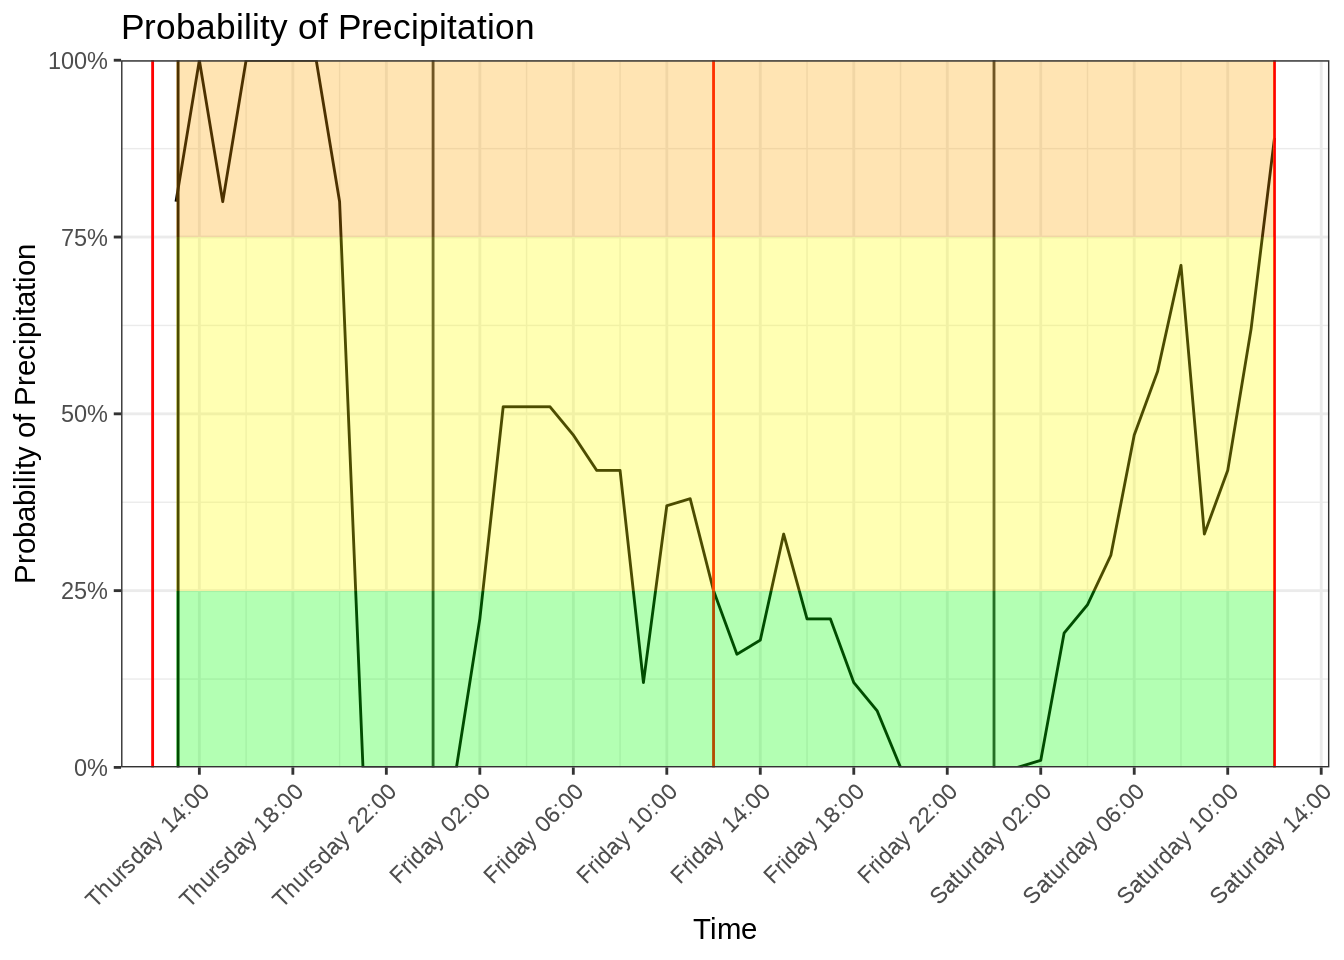 Probability of Precipitation
Probability of Precipitation
100%
75%
50%
25%
0%
Thursday 14:00
Thursday 18:00
Thursday 22:00
Friday 02:00
Friday 06:00
Friday 10:00
Friday 14:00
Friday 18:00
Friday 22:00
Saturday 02:00
Saturday 06:00
Saturday 10:00
Saturday 14:00
Time